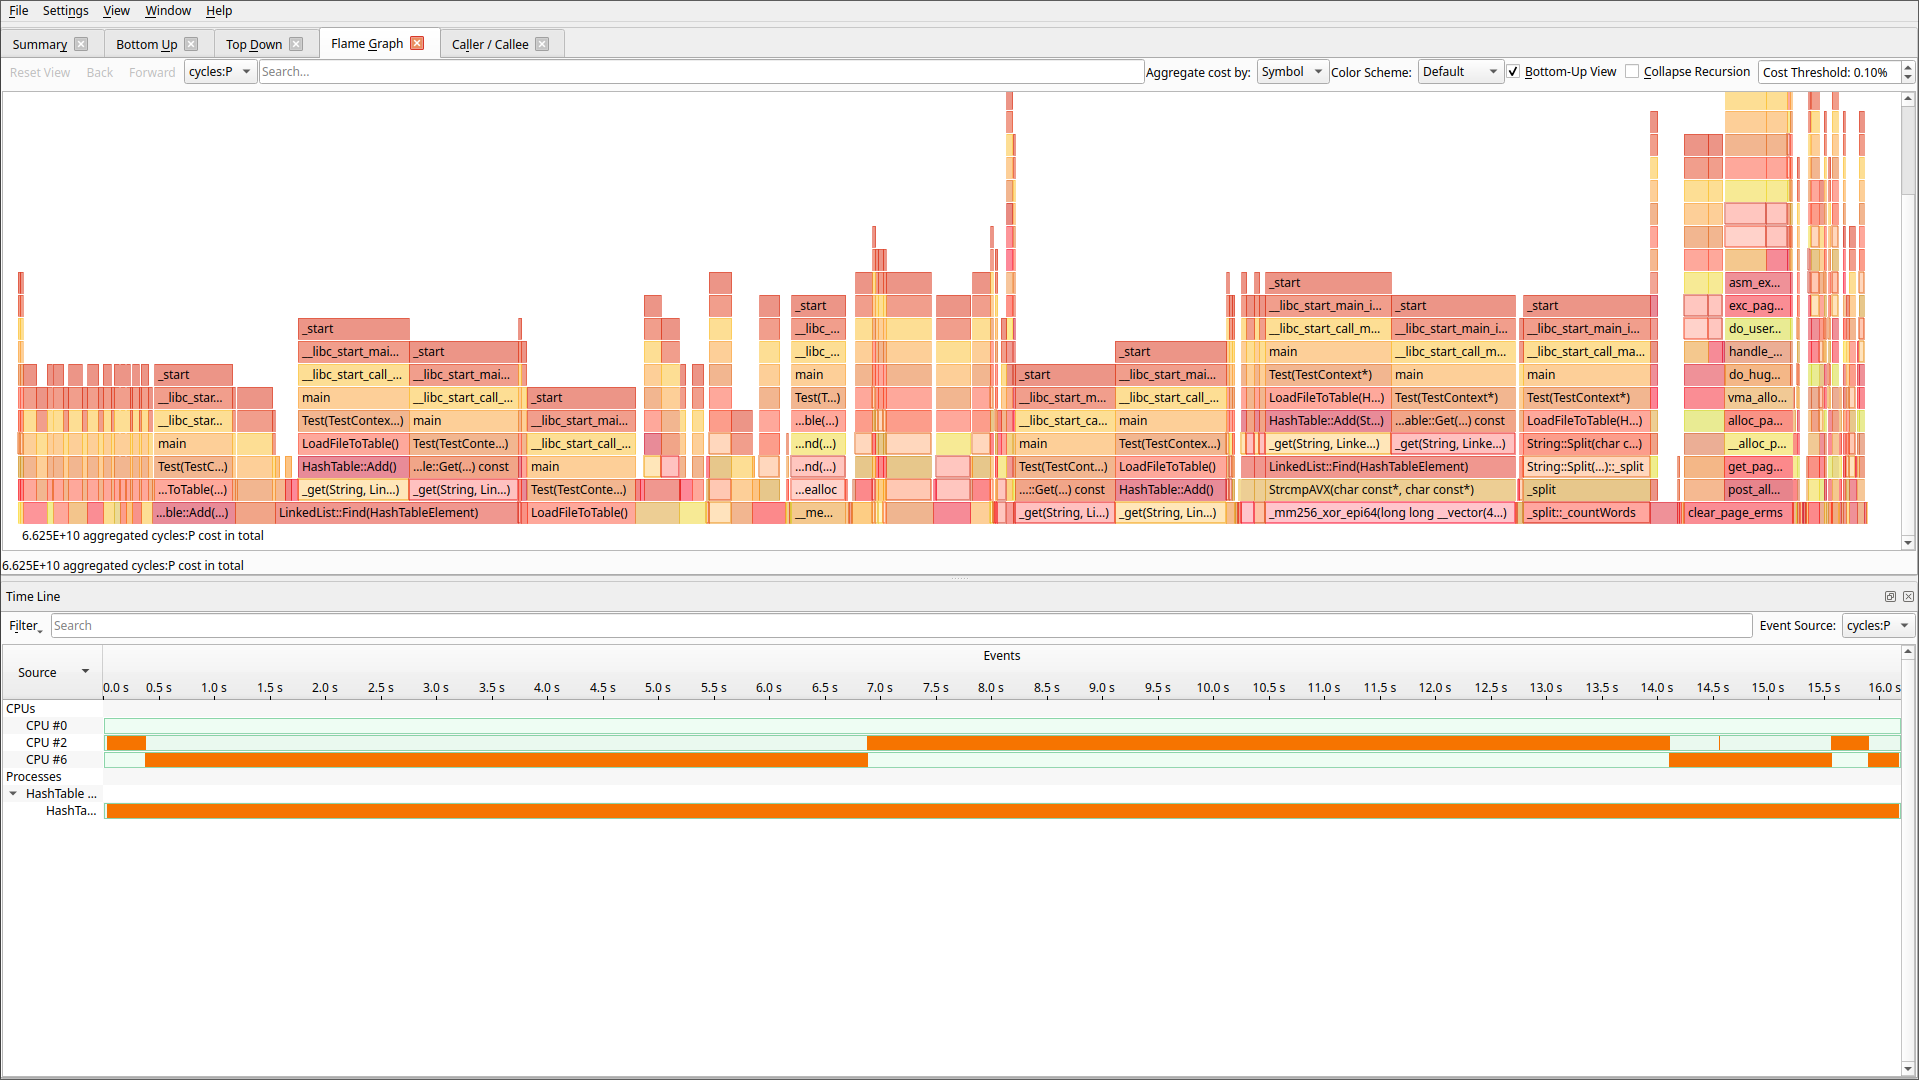 File Settings View Window Help
Summary Bottom Up Top Down Flame Graph Caller / Callee
Reset View Back Forward cycles:P Search... Aggregate cost by: Symbol Color Scheme: Default Bottom-Up View Collapse Recursion Cost Threshold: 0.10%
_start _start asm_ex...
_start __libc_start_main_i... _start _start exc_pag...
_start __libc_... __libc_start_call_m... __libc_start_main_i... __libc_start_main_i... do_user...
__libc_start_mai... _start __libc_... _start main __libc_start_call_m... __libc_start_call_ma... handle_...
_start __libc_start_call_... __libc_start_mai... main _start __libc_start_mai... Test(TestContext*) main main do_hug...
__libc_star... main __libc_start_call_... _start Test(T...) __libc_start_m... __libc_start_call_... LoadFileToTable(H...) Test(TestContext*) Test(TestContext*) vma_allo...
__libc_star... Test(TestContex...) main __libc_start_mai... ...ble(...) __libc_start_ca... main HashTable::Add(St...) ...able::Get(...) const LoadFileToTable(H...) alloc_pa...
main LoadFileToTable() Test(TestConte...) __libc_start_call_... ...nd(...) main Test(TestContex...) _get(String, Linke...) _get(String, Linke...) String::Split(char c...) __alloc_p...
Test(TestC...) HashTable::Add() ...le::Get(...) const main ...nd(...) Test(TestCont...) LoadFileToTable() LinkedList::Find(HashTableElement) String::Split(...)::_split get_pag...
...ToTable(...) _get(String, Lin...) _get(String, Lin...) Test(TestConte...) ...ealloc ...::Get(...) const HashTable::Add() StrcmpAVX(char const*, char const*) _split post_all...
...ble::Add(...) LinkedList::Find(HashTableElement) LoadFileToTable() __me... _get(String, Li...) _get(String, Lin...) _mm256_xor_epi64(long long __vector(4...) _split::_countWords clear_page_erms
6.625E+10 aggregated cycles:P cost in total
6.625E+10 aggregated cycles:P cost in total
Time Line
Filter Search Event Source: cycles:P
Source Events
0.0 s 0.5 s 1.0 s 1.5 s 2.0 s 2.5 s 3.0 s 3.5 s 4.0 s 4.5 s 5.0 s 5.5 s 6.0 s 6.5 s 7.0 s 7.5 s 8.0 s 8.5 s 9.0 s 9.5 s 10.0 s 10.5 s 11.0 s 11.5 s 12.0 s 12.5 s 13.0 s 13.5 s 14.0 s 14.5 s 15.0 s 15.5 s 16.0 s
CPUs
CPU #0
CPU #2
CPU #6
Processes
HashTable ...
HashTa...